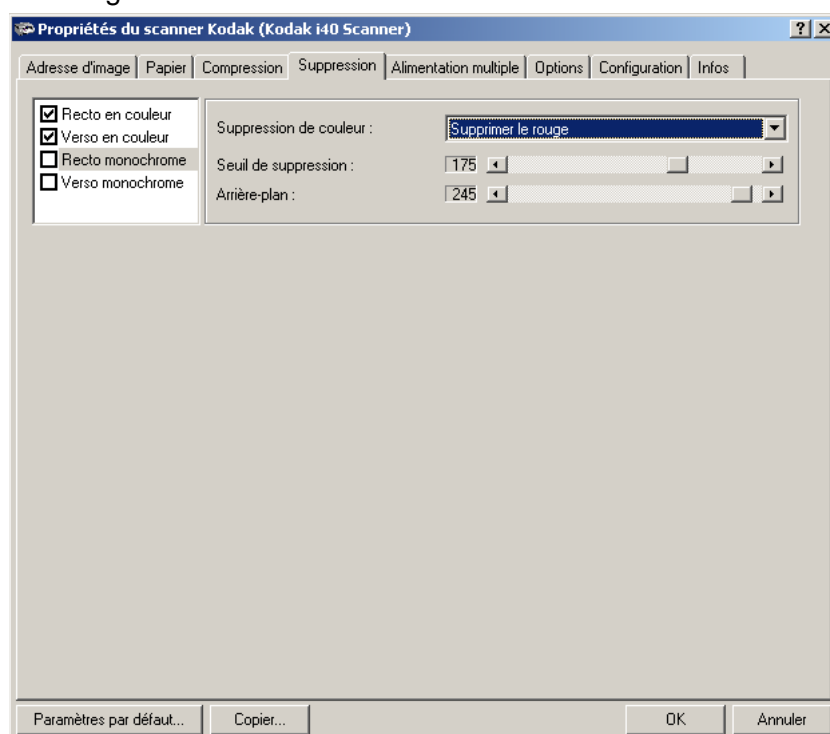 Propriétés du scanner Kodak (Kodak i40 Scanner)
Adresse d'image Papier Compression Suppression Alimentation multiple Options Configuration Infos
Recto en couleur
Verso en couleur
Recto monochrome
Verso monochrome
Suppression de couleur : Supprimer le rouge
Seuil de suppression : 175
Arrière-plan : 245
Paramètres par défaut... Copier... OK Annuler